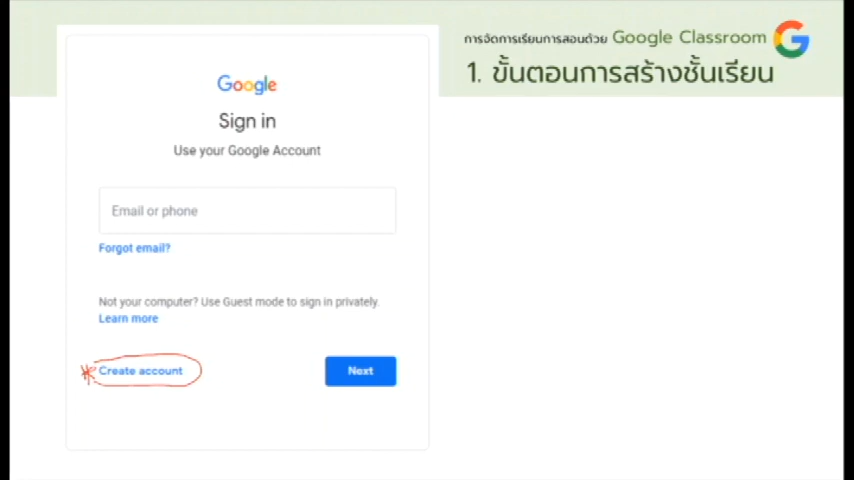 การจัดการเรียนการสอนด้วย Google Classroom
1. ขั้นตอนการสร้างชั้นเรียน
Google
Sign in
Use your Google Account
Email or phone
Forgot email?
Not your computer? Use Guest mode to sign in privately.
Learn more
Create account
Next